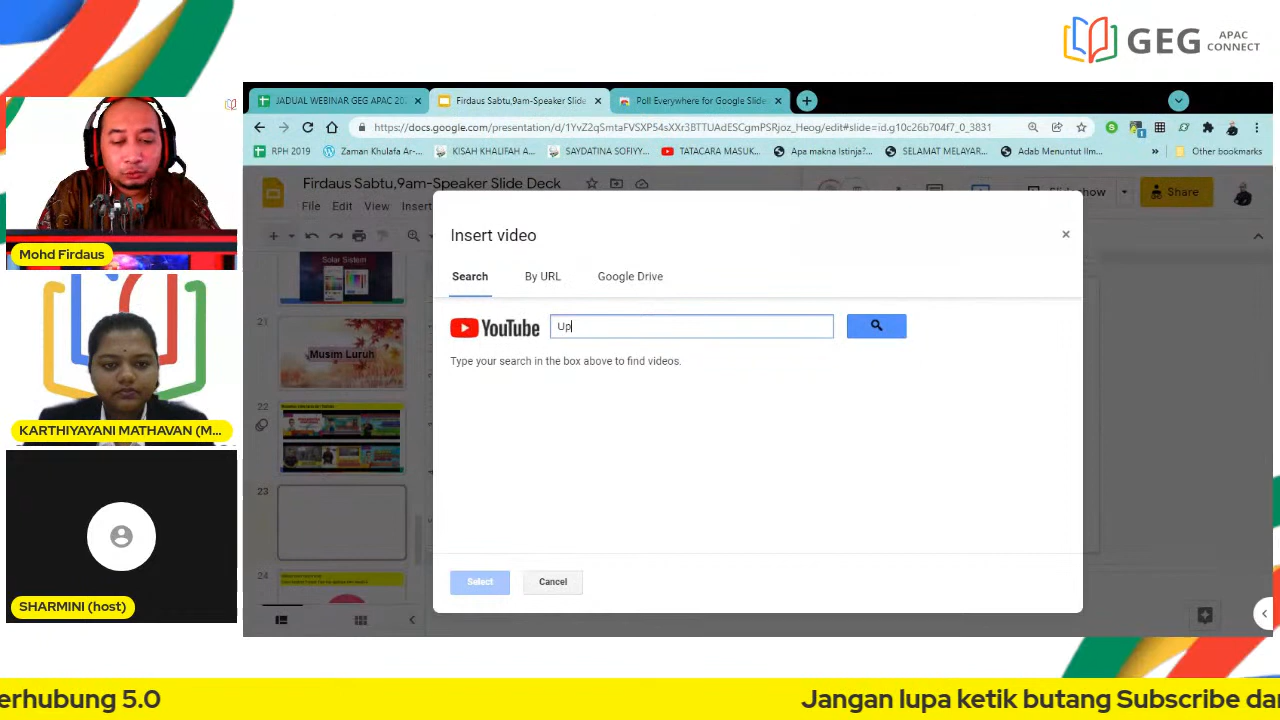 GEG APAC CONNECT
Mohd Firdaus
KARTHIYAYANI MATHAVAN (M...
SHARMINI (host)
JADUAL WEBINAR GEG APAC 202
Firdaus Sabtu,9am-Speaker Slide
Poll Everywhere for Google Slide
https://docs.google.com/presentation/d/1YvZ2qSmtaFVSXP54sXXr3BTTUAdESCgmPSRjoz_Heog/edit#slide=id.g10c26b704f7_0_3831
RPH 2019
Zaman Khulafa Ar-...
KISAH KHALIFAH A...
SAYDATINA SOFIYY...
TATACARA MASUK...
Apa makna Istinja?...
SELAMAT MELAYAR...
Adab Menuntut Ilm...
»
Other bookmarks
Firdaus Sabtu,9am-Speaker Slide Deck
File Edit View Insert
Slideshow
Share
Solar Sistem
21
Musim Luruh
22
23
24
Insert video
×
Search By URL Google Drive
YouTube
Up
Type your search in the box above to find videos.
Select Cancel
erhubung 5.0
Jangan lupa ketik butang Subscribe dan